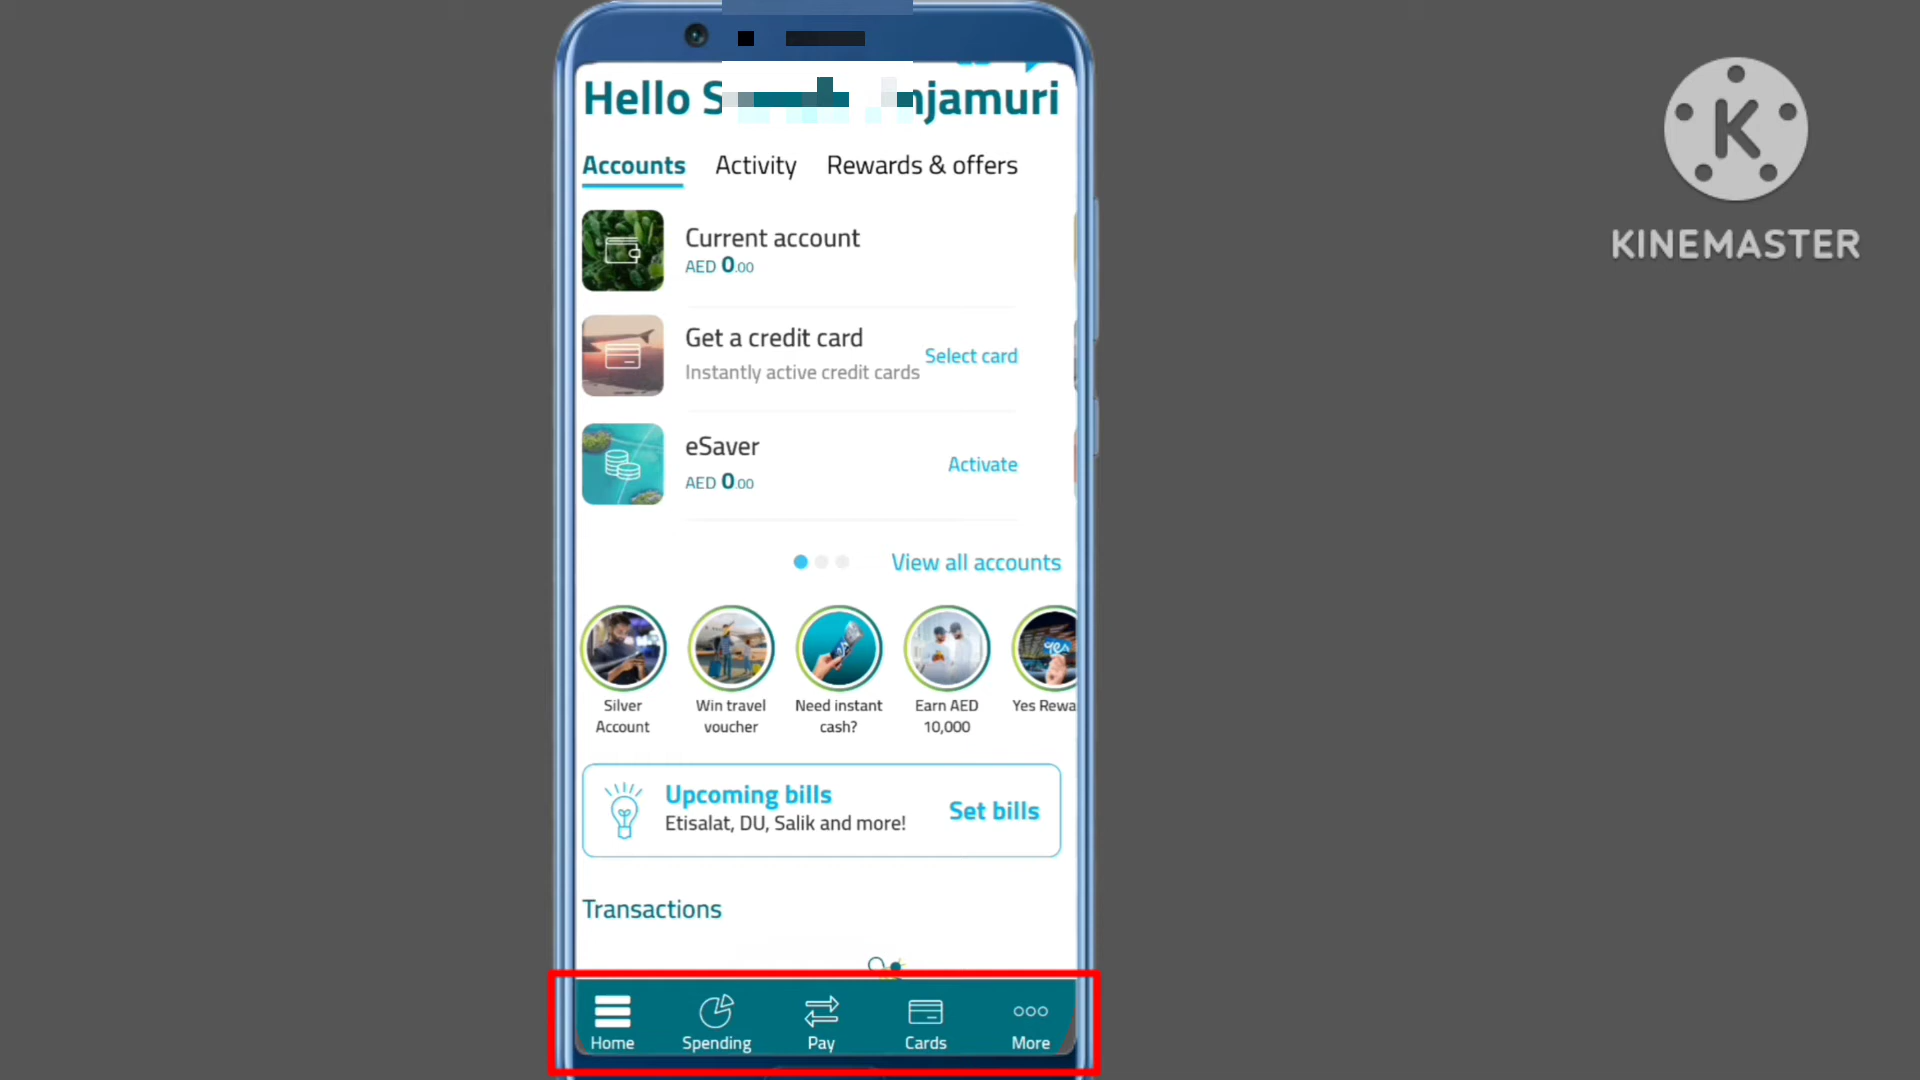 Hello
Accounts Activity Rewards & offers
Current account
AED 0.00
Get a credit card
Instantly active credit cards
Select card
eSaver
AED 0.00
Activate
View all accounts
Silver
Account
Win travel
voucher
Need instant
cash?
Earn AED
10,000
Yes Rewa
Upcoming bills
Etisalat, DU, Salik and more!
Set bills
Transactions
Home Spending Pay Cards More
K
KINEMASTER